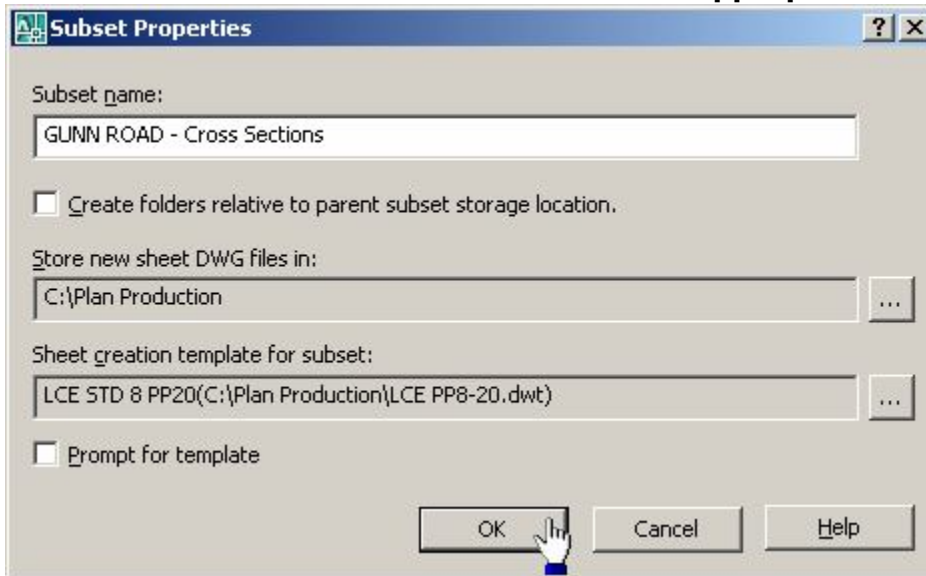 Subset Properties
Subset name:
GUNN ROAD - Cross Sections
Create folders relative to parent subset storage location.
Store new sheet DWG files in:
C:\Plan Production
...
Sheet creation template for subset:
LCE STD 8 PP20(C:\Plan Production\LCE PP8-20.dwt)
...
Prompt for template
OK Cancel Help